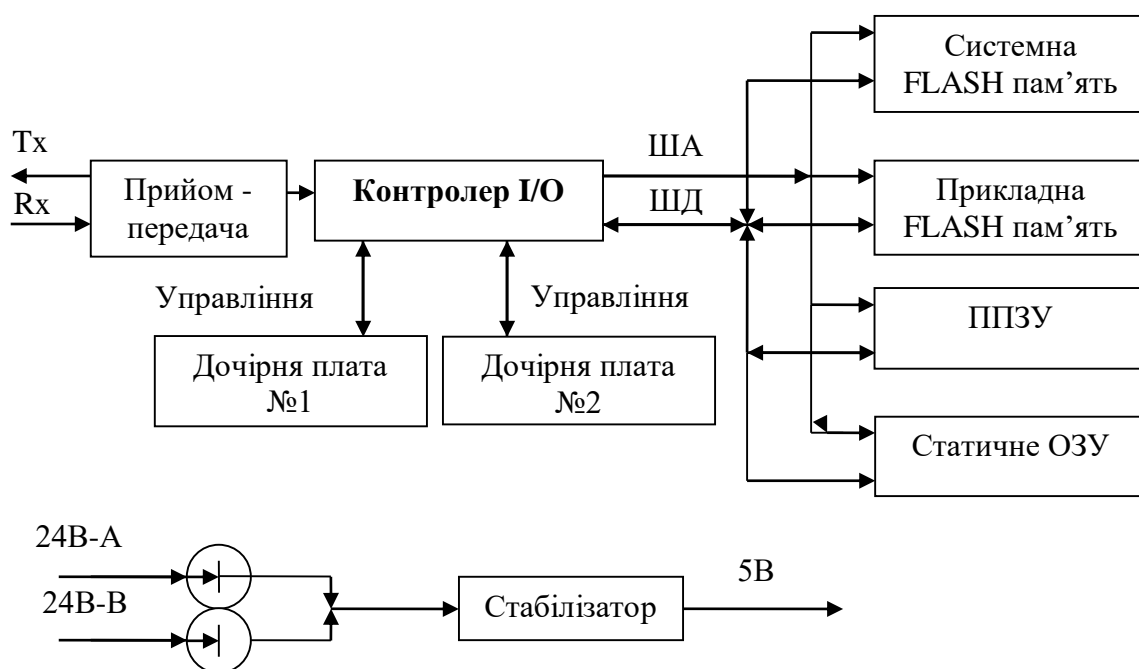 Системна
FLASH пам’ять
Tx
Rx
Прийом -
передача
Контролер I/O
ША
ШД
Прикладна
FLASH пам’ять
Управління
Управління
ППЗУ
Дочірня плата
№1
Дочірня плата
№2
Статичне ОЗУ
24В-А
24В-В
Стабілізатор
5В